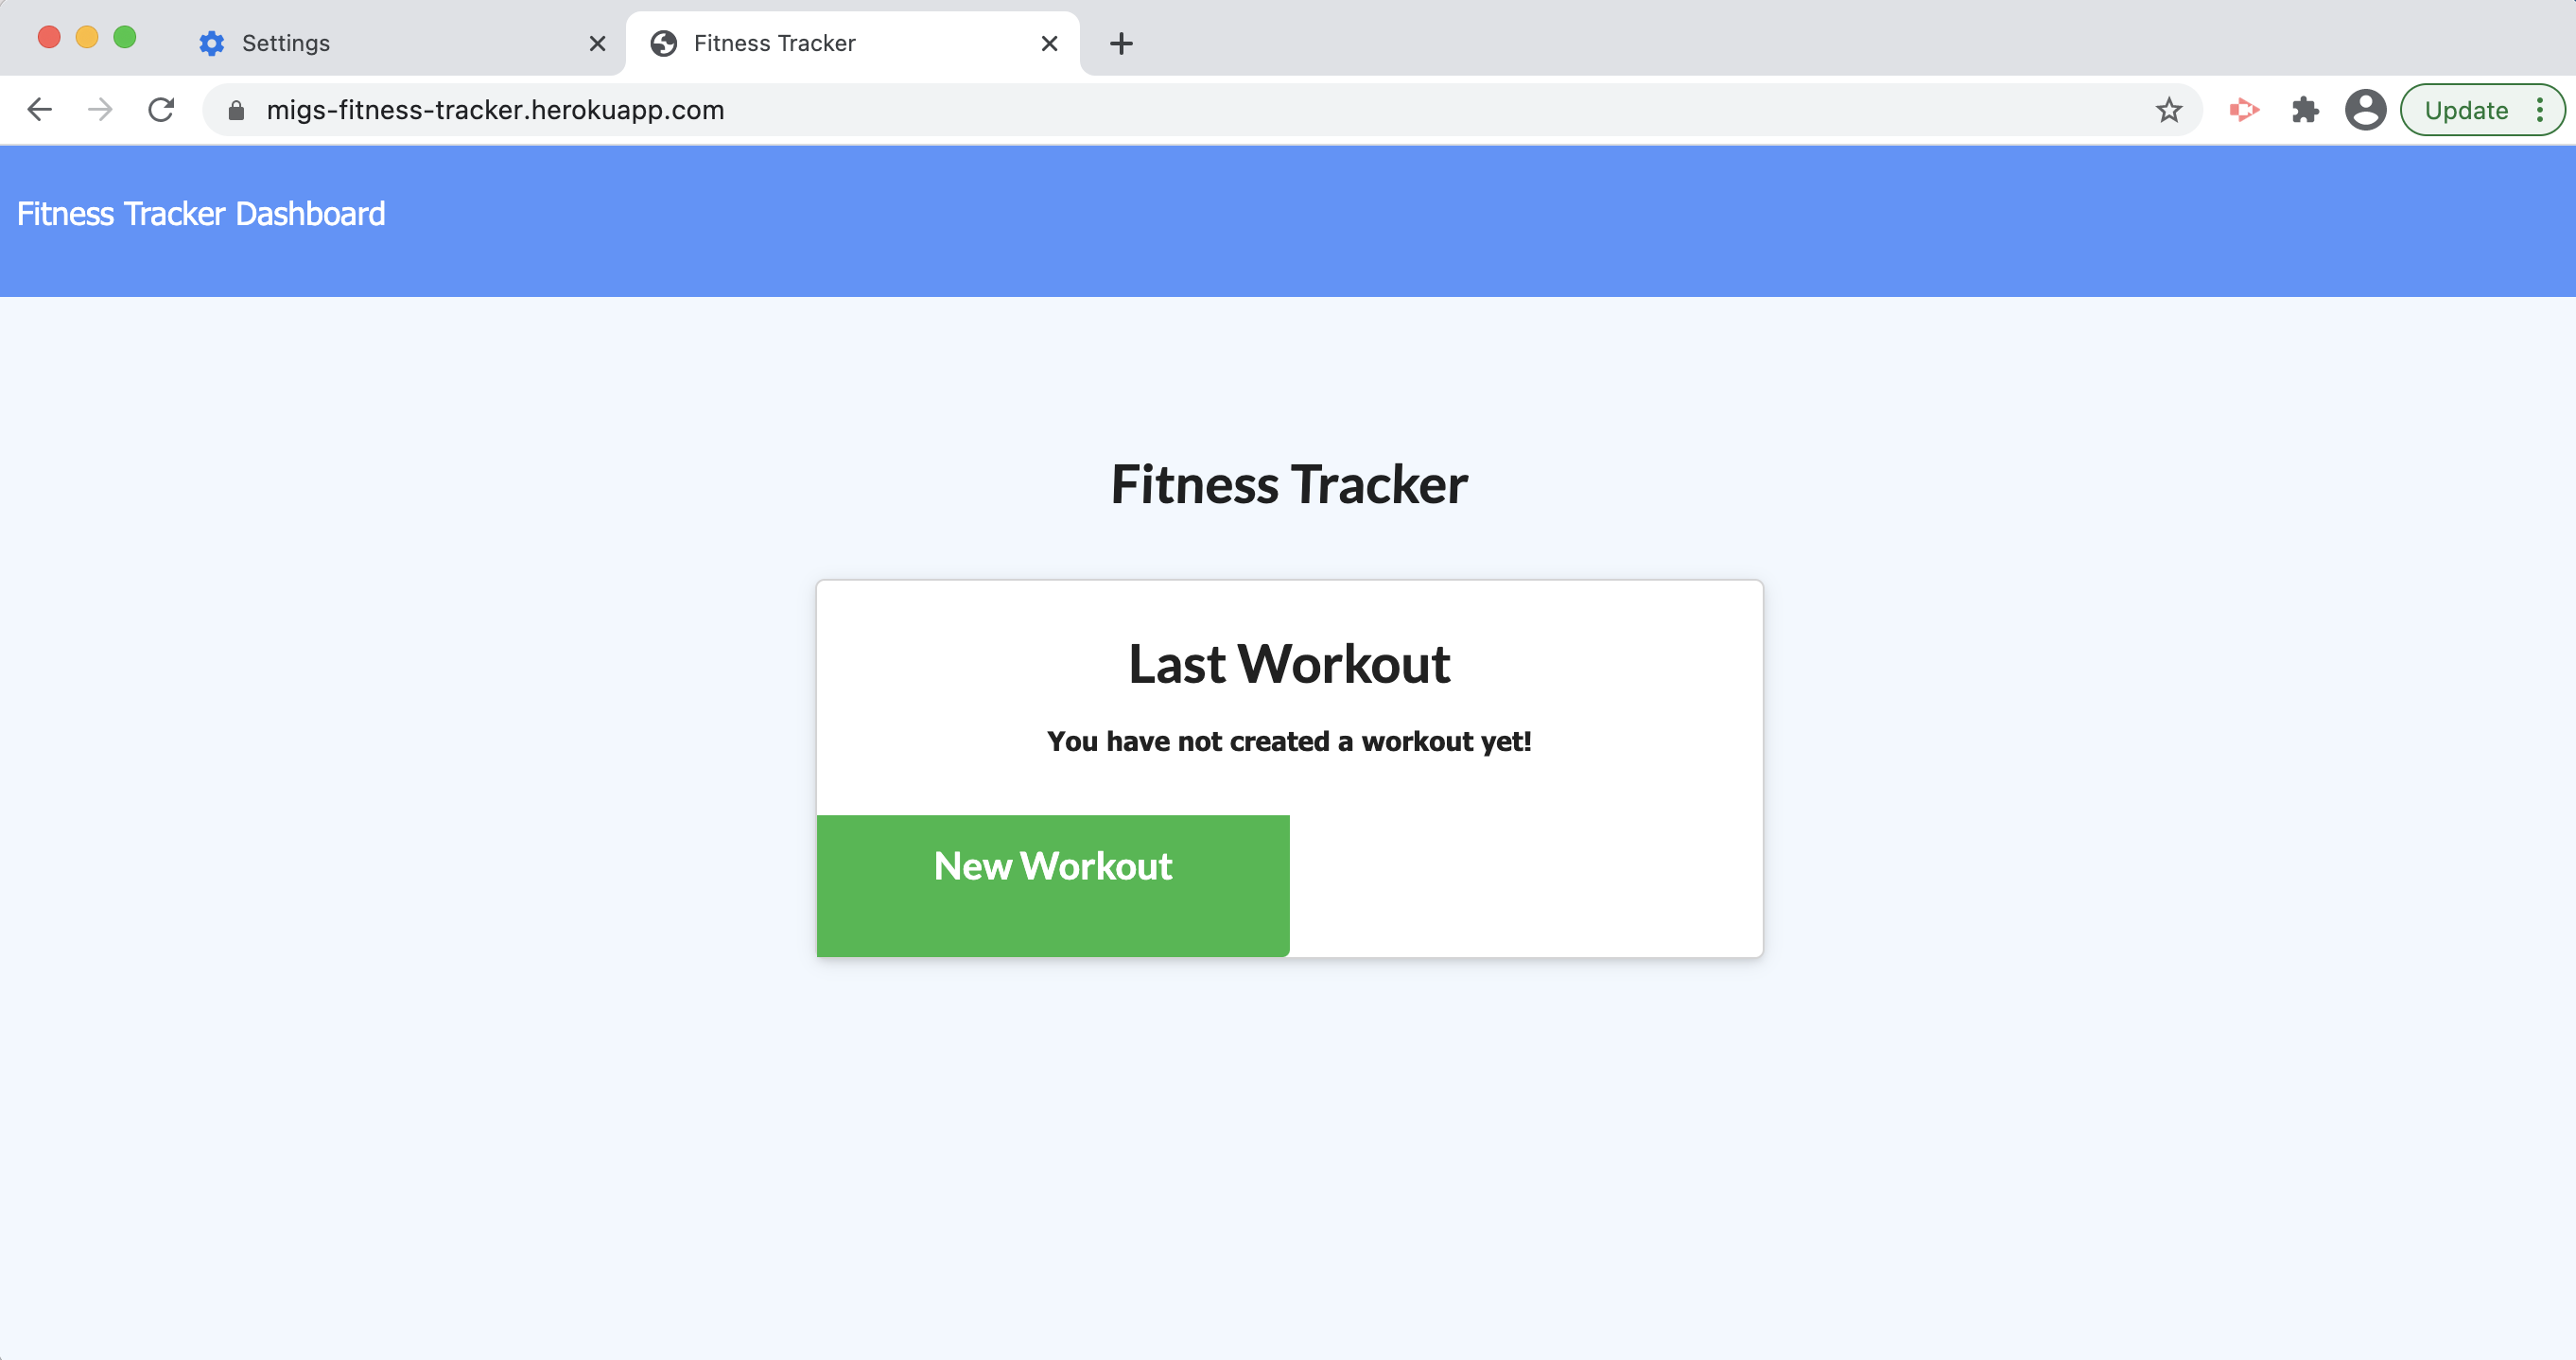 Settings
Fitness Tracker
migs-fitness-tracker.herokuapp.com
Update
Fitness Tracker Dashboard
Fitness Tracker
Last Workout
You have not created a workout yet!
New Workout